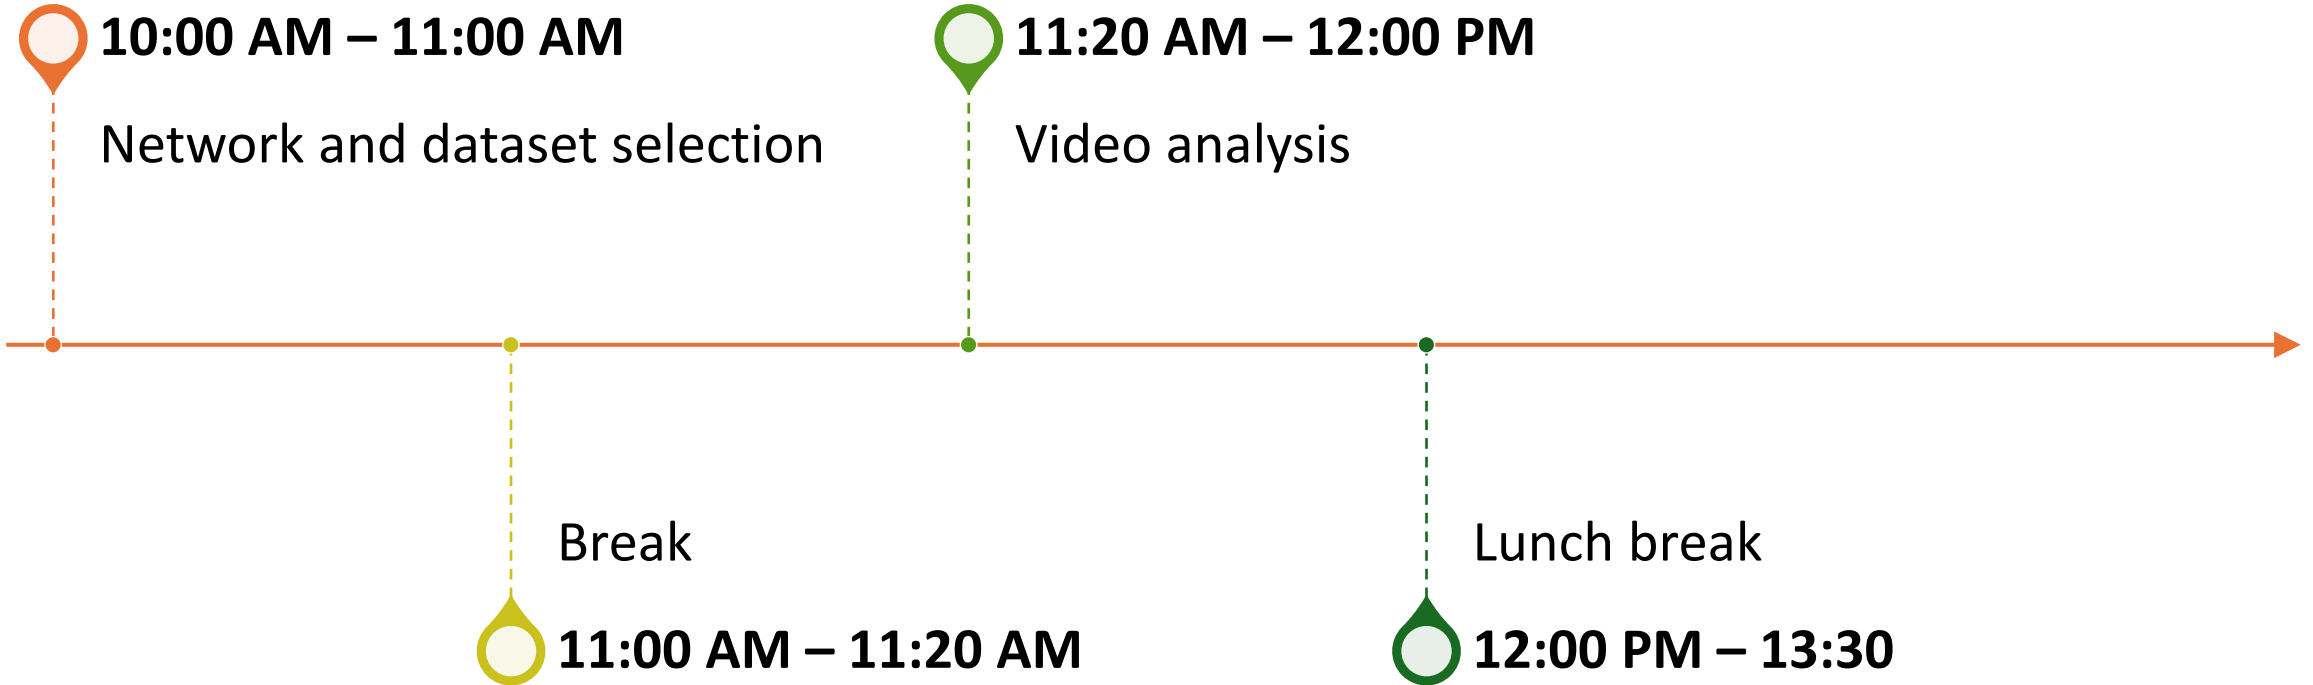 10:00 AM – 11:00 AM
Network and dataset selection
Break
11:00 AM – 11:20 AM
11:20 AM – 12:00 PM
Video analysis
Lunch break
12:00 PM – 13:30